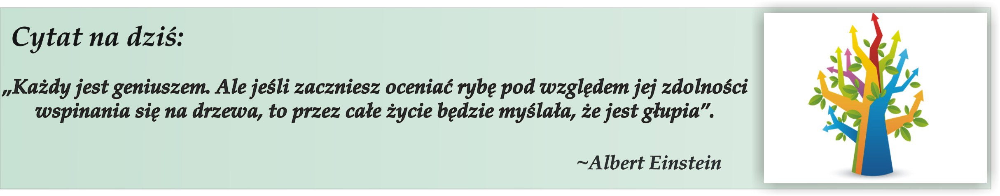 Cytat na dziś:
„Każdy jest geniuszem. Ale jeśli zaczniesz oceniać rybę pod względem jej zdolności
wspinania się na drzewa, to przez całe życie będzie myślała, że jest głupia”.
~Albert Einstein